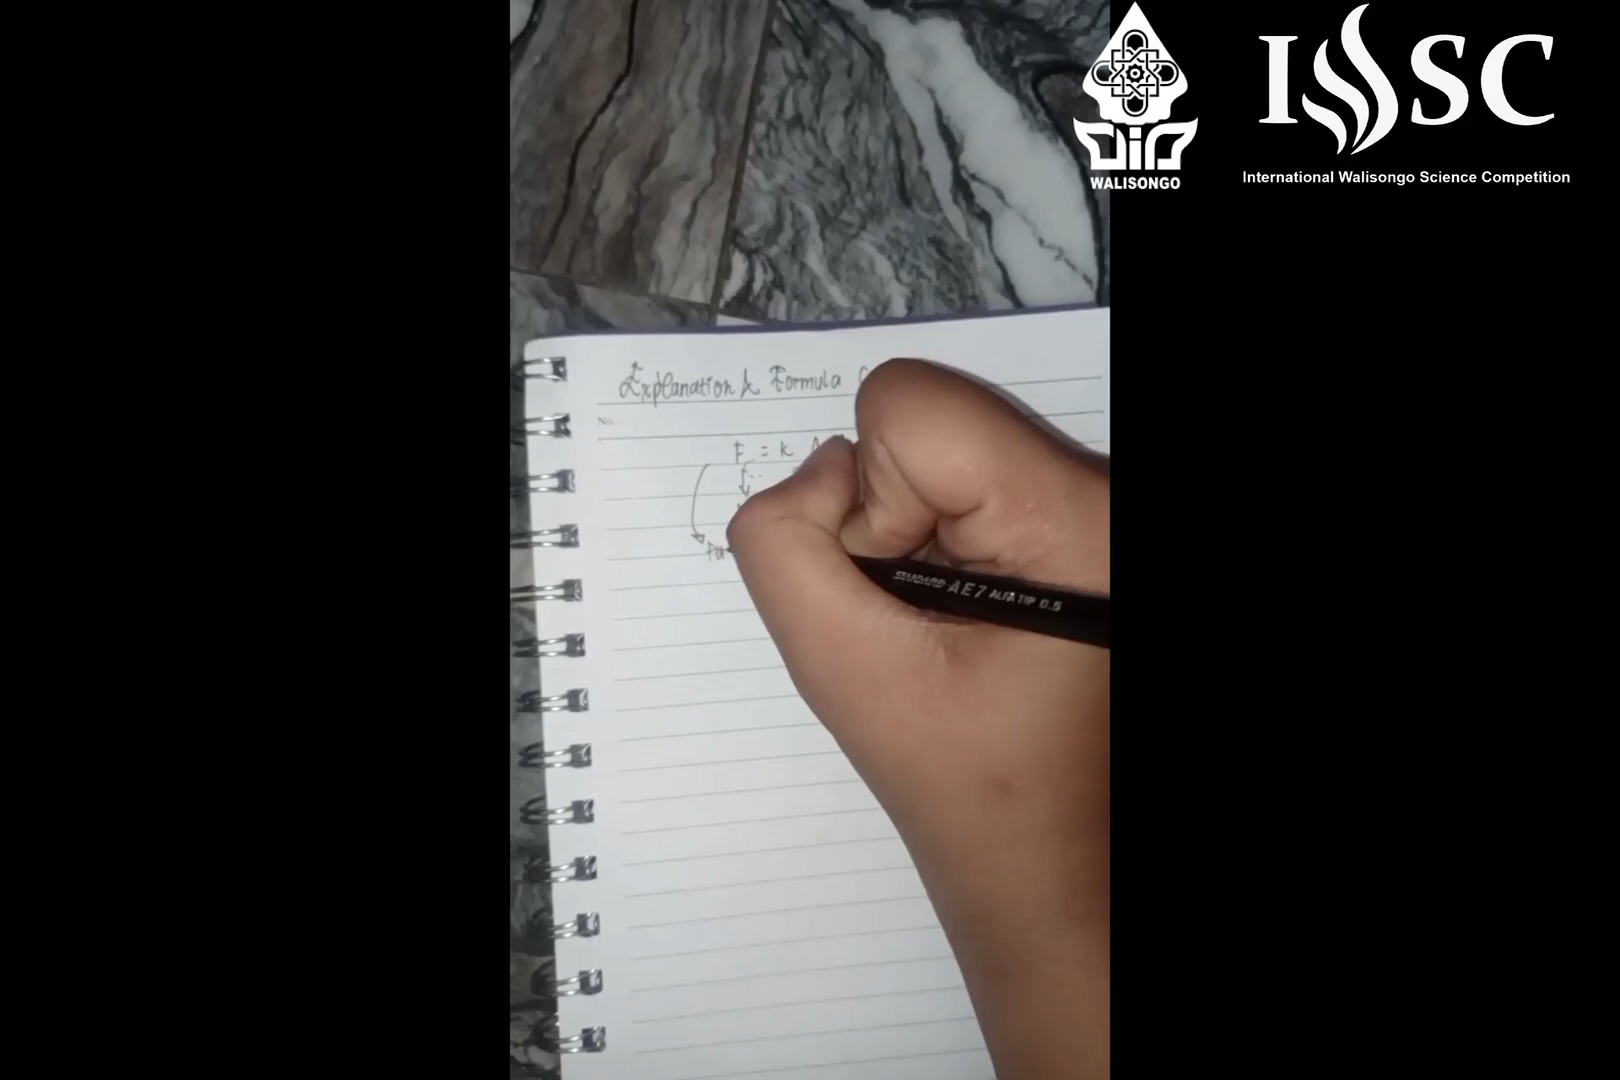 WALISONGO
ISSC
International Walisongo Science Competition
Explanation & Formula
No
F = k
STANDARD AE7 ALFA TIP 0.5